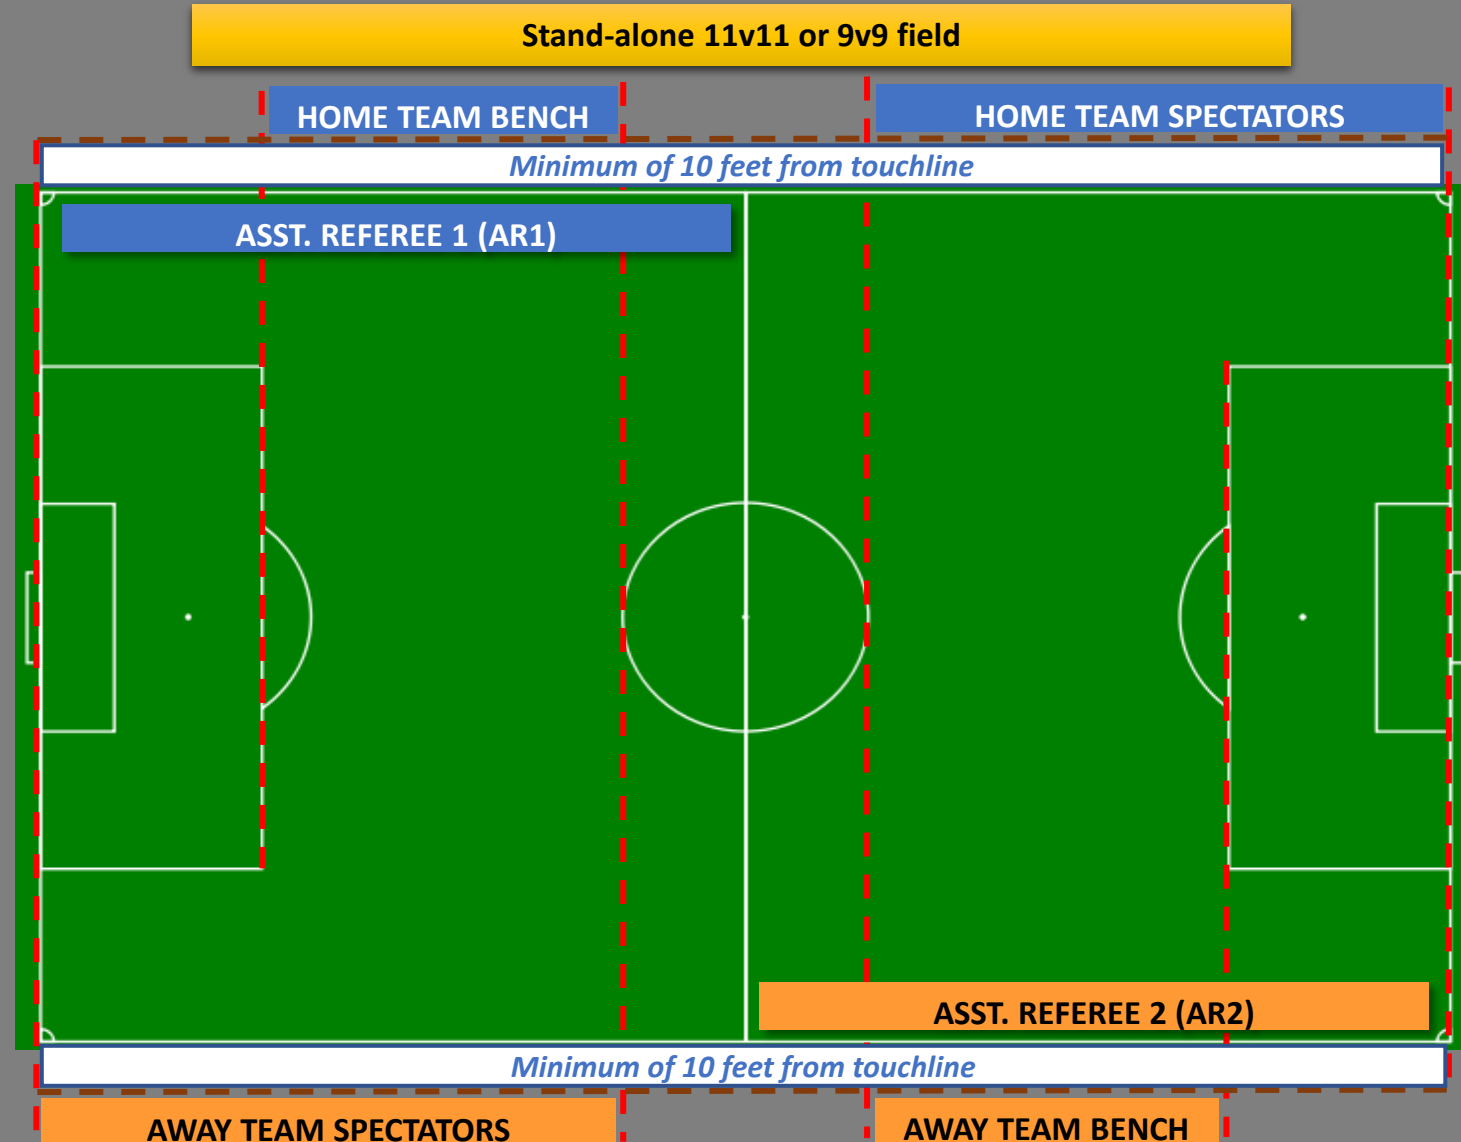 Stand-alone 11v11 or 9v9 field
HOME TEAM BENCH
HOME TEAM SPECTATORS
Minimum of 10 feet from touchline
ASST. REFEREE 1 (AR1)
ASST. REFEREE 2 (AR2)
Minimum of 10 feet from touchline
AWAY TEAM SPECTATORS
AWAY TEAM BENCH